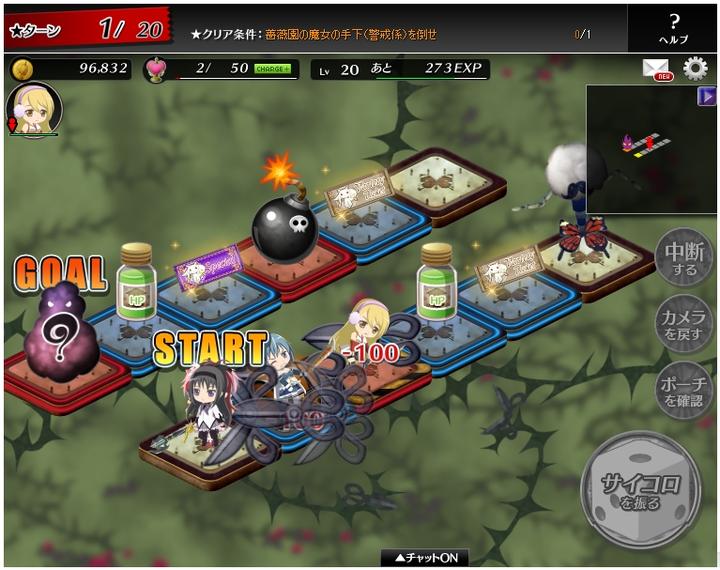 ★ターン 1/ 20
★クリア条件：薔薇園の魔女の手下（警戒係）を倒せ 0/1
?
ヘルプ
96,832
2/ 50 CHARGE+
Lv 20 あと 273EXP
NEW
GOAL
HP
Special
?
START
HP
-100
中断
する
カメラ
を戻す
ポーチ
を確認
サイコロ
を振る
▲チャットON